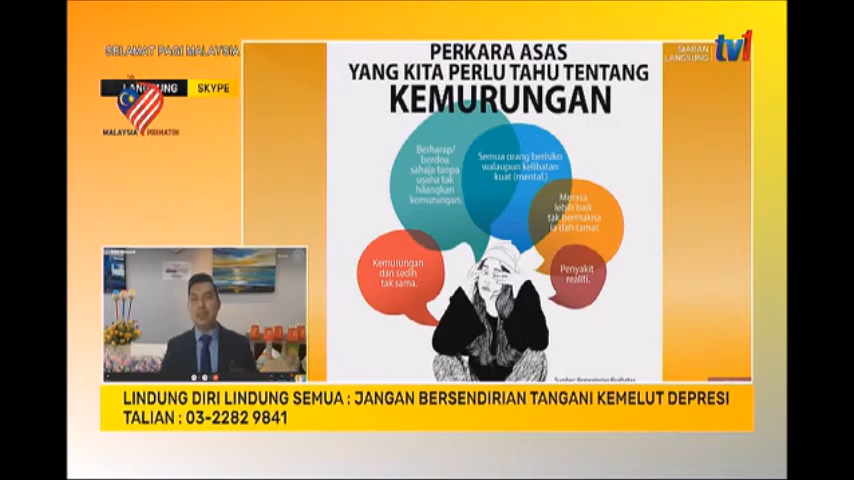 SELAMAT PAGI MALAYSIA
LANGSUNG
SKYPE
MALAYSIA PRIHATIN
SIARAN
LANGSUNG
tv1
PERKARA ASAS
YANG KITA PERLU TAHU TENTANG
KEMURUNGAN
Berharap/
berdoa
sahaja tanpa
usaha tak
hilangkan
kemurungan.
Semua orang berisiko
walaupun kelihatan
kuat (mental.)
Merasa
lebih baik
tak bermakna
ia dah tamat.
Kemurungan
dan sedih
tak sama.
Penyakit
realiti.
Sumber: Kementerian Kesihatan
LINDUNG DIRI LINDUNG SEMUA : JANGAN BERSENDIRIAN TANGANI KEMELUT DEPRESI
TALIAN : 03-2282 9841